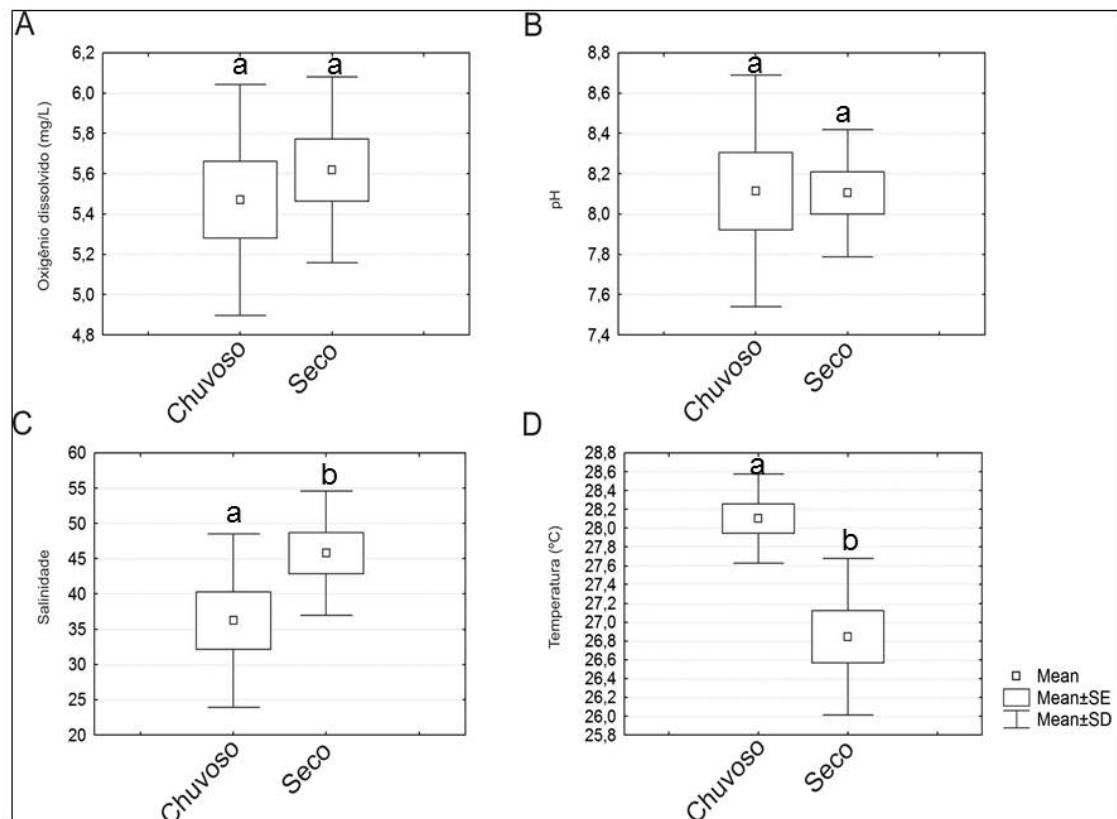 A
Oxigênio dissolvido (mg/L)
6,2
6,0
5,8
5,6
5,4
5,2
5,0
4,8
a a
Chuvoso Seco
B
pH
8,8
8,6
8,4
8,2
8,0
7,8
7,6
7,4
a a
Chuvoso Seco
C
Salinidade
60
55
50
45
40
35
30
25
20
a b
Chuvoso Seco
D
Temperatura (°C)
28,8
28,6
28,4
28,2
28,0
27,8
27,6
27,4
27,2
27,0
26,8
26,6
26,4
26,2
26,0
25,8
a b
Chuvoso Seco
Mean
Mean±SE
Mean±SD